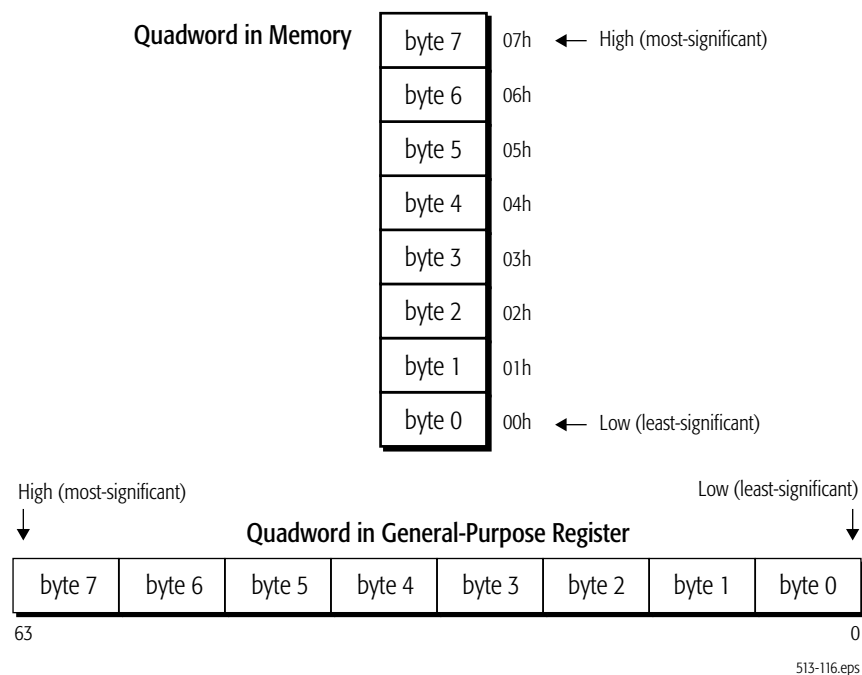 Quadword in Memory
byte 7 07h High (most-significant)
byte 6 06h
byte 5 05h
byte 4 04h
byte 3 03h
byte 2 02h
byte 1 01h
byte 0 00h Low (least-significant)
High (most-significant) Low (least-significant)
Quadword in General-Purpose Register
byte 7 byte 6 byte 5 byte 4 byte 3 byte 2 byte 1 byte 0
63 0
513-116.eps